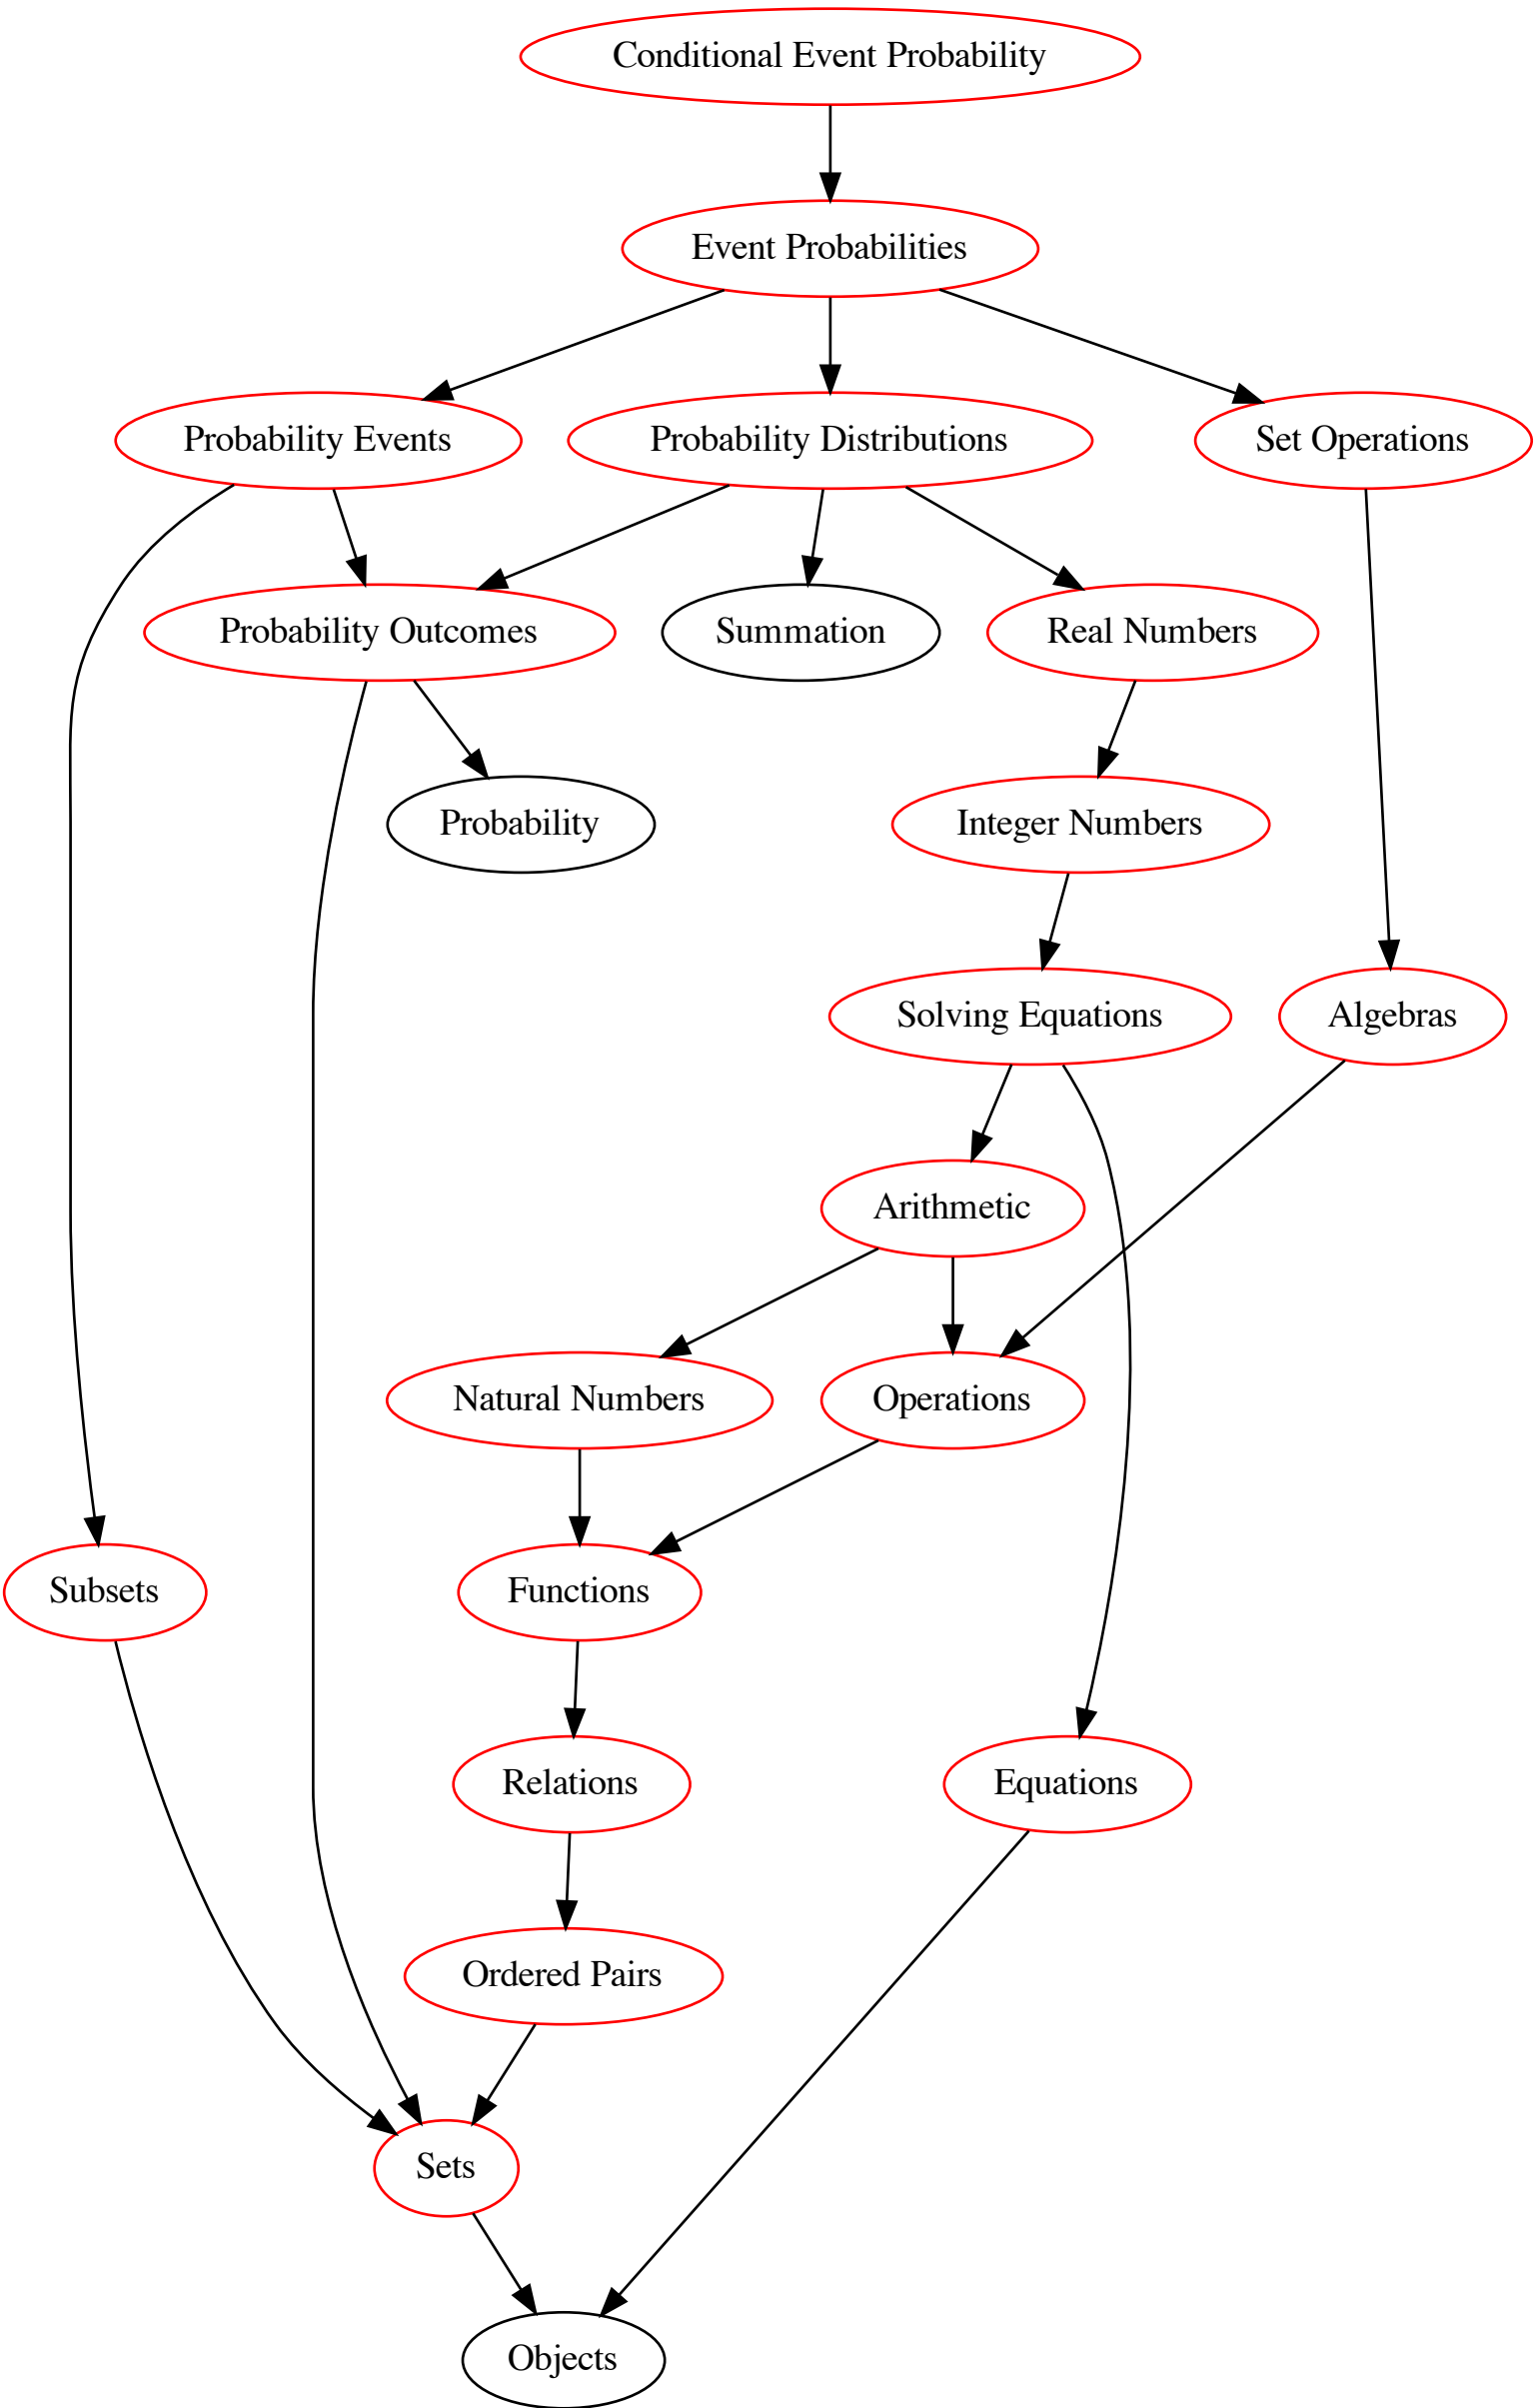 Conditional Event Probability
Event Probabilities
Probability Events
Probability Distributions
Set Operations
Probability Outcomes
Summation
Real Numbers
Probability
Integer Numbers
Solving Equations
Algebras
Arithmetic
Natural Numbers
Operations
Subsets
Functions
Relations
Equations
Ordered Pairs
Sets
Objects